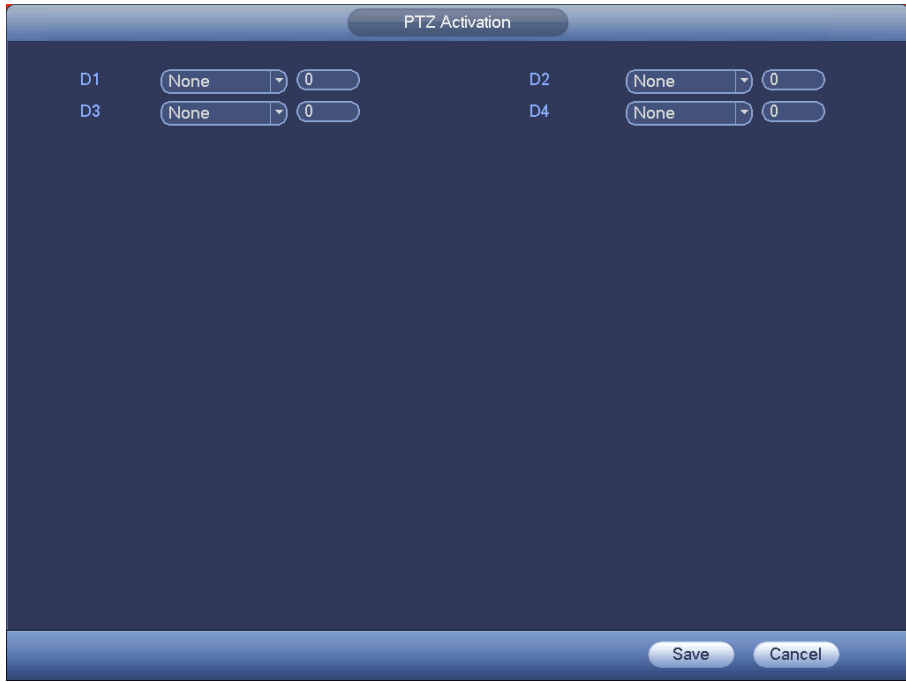 PTZ Activation
D1 None 0 D2 None 0
D3 None 0 D4 None 0
Save Cancel